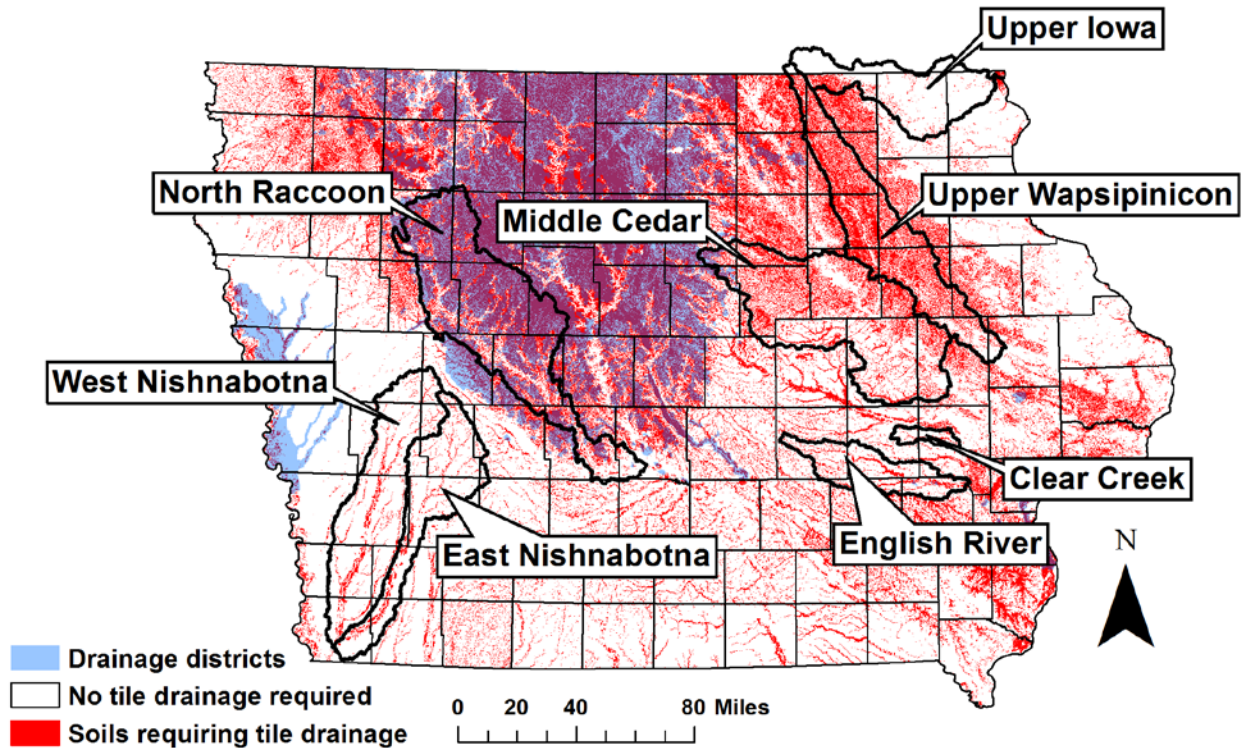 Upper Iowa
North Raccoon
Middle Cedar
Upper Wapsipinicon
West Nishnabotna
Clear Creek
East Nishnabotna
English River
N
Drainage districts
No tile drainage required
Soils requiring tile drainage
0 20 40 80 Miles